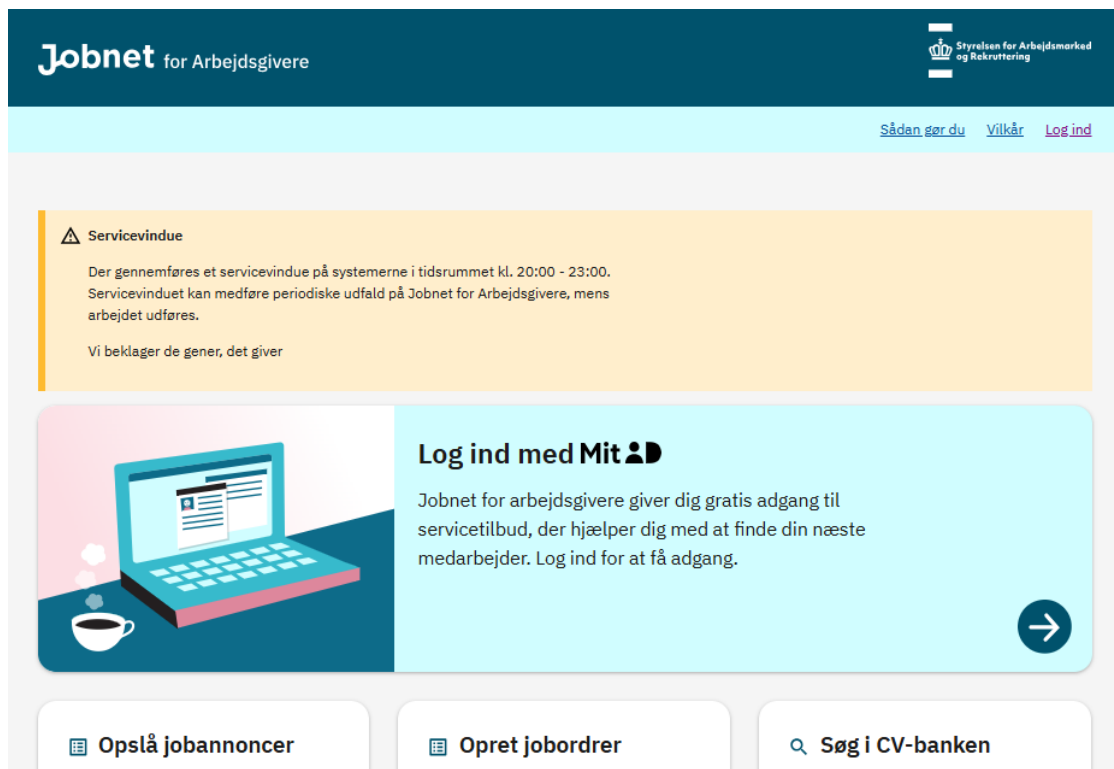 Jobnet for Arbejdsgivere
Styrelsen for Arbejdsmarked
og Rekruttering
Sådan gør du Vilkår Log ind
Servicevindue
Der gennemføres et servicevindue på systemerne i tidsrummet kl. 20:00 - 23:00.
Servicevinduet kan medføre periodiske udfald på Jobnet for Arbejdsgivere, mens
arbejdet udføres.
Vi beklager de gener, det giver
Log ind med Mit ID
Jobnet for arbejdsgivere giver dig gratis adgang til
servicetilbud, der hjælper dig med at finde din næste
medarbejder. Log ind for at få adgang.
Opslå jobannoncer
Opret jobordrer
Søg i CV-banken